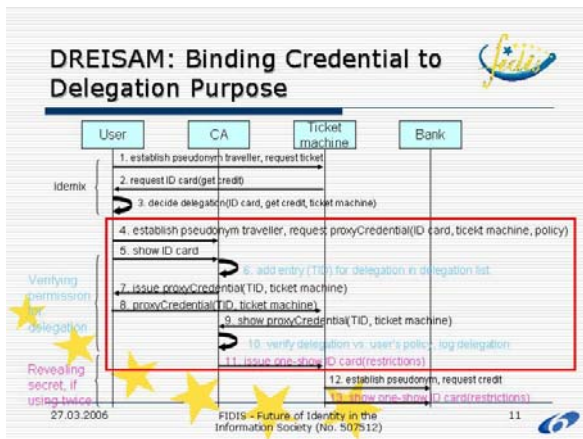 DREISAM: Binding Credential to
Delegation Purpose
fidis
User
CA
Ticket
machine
Bank
1. establish pseudonym traveller, request ticket
Idemix
2. request ID card(get credit)
3. decide delegation(ID card, get credit, ticket machine)
4. establish pseudonym traveller, request proxyCredential(ID card, ticekt machine, policy)
5. show ID card
6. add entry (TID) for delegation in delegation list
Verifying
permission
for
delegation
7. issue proxyCredential(TID, ticket machine)
8. proxyCredential(TID, ticket machine)
9. show proxyCredential(TID, ticket machine)
10. verify delegation vs. user's policy, log delegation
11. issue one-show ID card(restrictions)
Revealing
secret, if
using twice
12. establish pseudonym, request credit
13. show one-show ID card(restrictions)
27.03.2006
FIDIS - Future of Identity in the
Information Society (No. 507512)
11